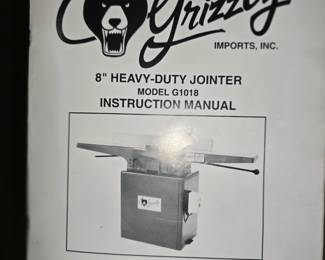 Grizzly
IMPORTS, INC.
8" HEAVY-DUTY JOINTER
MODEL G1018
INSTRUCTION MANUAL